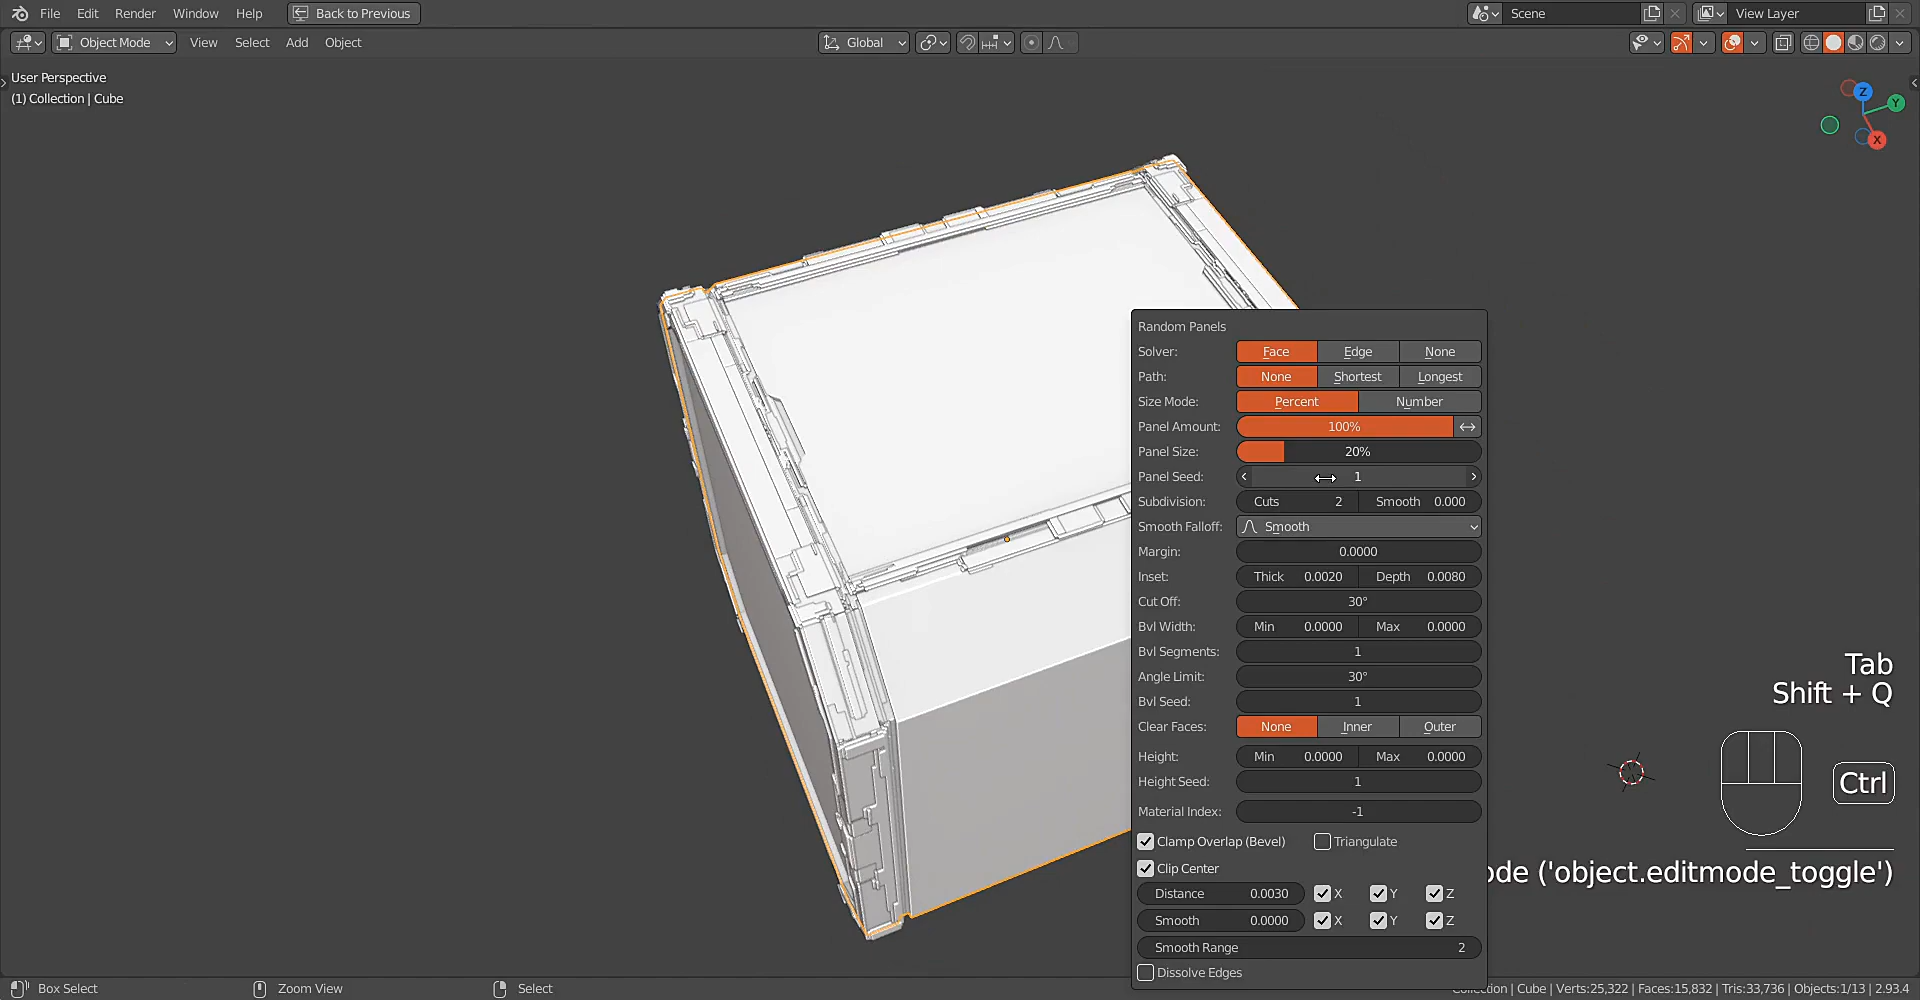 File Edit Render Window Help Back to Previous Scene View Layer
Object Mode View Select Add Object Global
User Perspective
(1) Collection | Cube
Z
Y
X
Random Panels
Solver: Face Edge None
Path: None Shortest Longest
Size Mode: Percent Number
Panel Amount: 100%
Panel Size: 20%
Panel Seed: 1
Subdivision: Cuts 2 Smooth 0.000
Smooth Falloff: Smooth
Margin: 0.0000
Inset: Thick 0.0020 Depth 0.0080
Cut Off: 30°
Bvl Width: Min 0.0000 Max 0.0000
Bvl Segments: 1
Angle Limit: 30°
Bvl Seed: 1
Clear Faces: None Inner Outer
Height: Min 0.0000 Max 0.0000
Height Seed: 1
Material Index: -1
Clamp Overlap (Bevel) Triangulate
Clip Center
Distance 0.0030 X Y Z
Smooth 0.0000 X Y Z
Smooth Range 2
Dissolve Edges
Tab
Shift + Q
Ctrl
ode ('object.editmode_toggle')
Box Select Zoom View Select Collection | Cube | Verts:25,322 | Faces:15,832 | Tris:33,736 | Objects:1/13 | 2.93.4